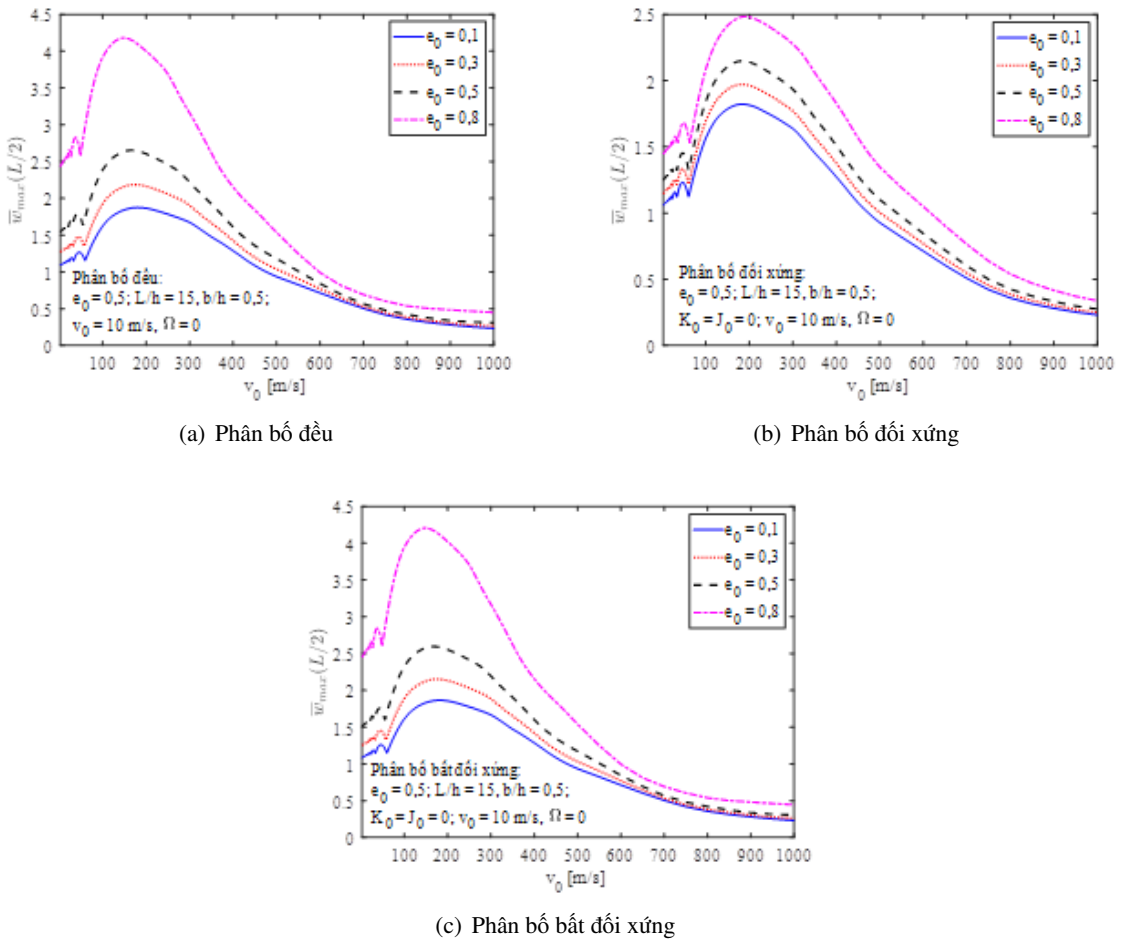 4.5
4
3.5
3
2.5
2
1.5
1
0.5
0
w̅max(L/2)
e0 = 0,1
e0 = 0,3
e0 = 0,5
e0 = 0,8
Phân bố đều:
e0 = 0,5; L/h = 15, b/h = 0,5;
v0 = 10 m/s, Ω = 0
100 200 300 400 500 600 700 800 900 1000
v0 [m/s]
(a) Phân bố đều
2.5
2
1.5
1
0.5
0
w̅max(L/2)
e0 = 0,1
e0 = 0,3
e0 = 0,5
e0 = 0,8
Phân bố đối xứng:
e0 = 0,5; L/h = 15, b/h = 0,5;
K0 = J0 = 0; v0 = 10 m/s, Ω = 0
100 200 300 400 500 600 700 800 900 1000
v0 [m/s]
(b) Phân bố đối xứng
4.5
4
3.5
3
2.5
2
1.5
1
0.5
0
w̅max(L/2)
e0 = 0,1
e0 = 0,3
e0 = 0,5
e0 = 0,8
Phân bố bất đối xứng:
e0 = 0,5; L/h = 15, b/h = 0,5;
K0 = J0 = 0; v0 = 10 m/s, Ω = 0
100 200 300 400 500 600 700 800 900 1000
v0 [m/s]
(c) Phân bố bất đối xứng